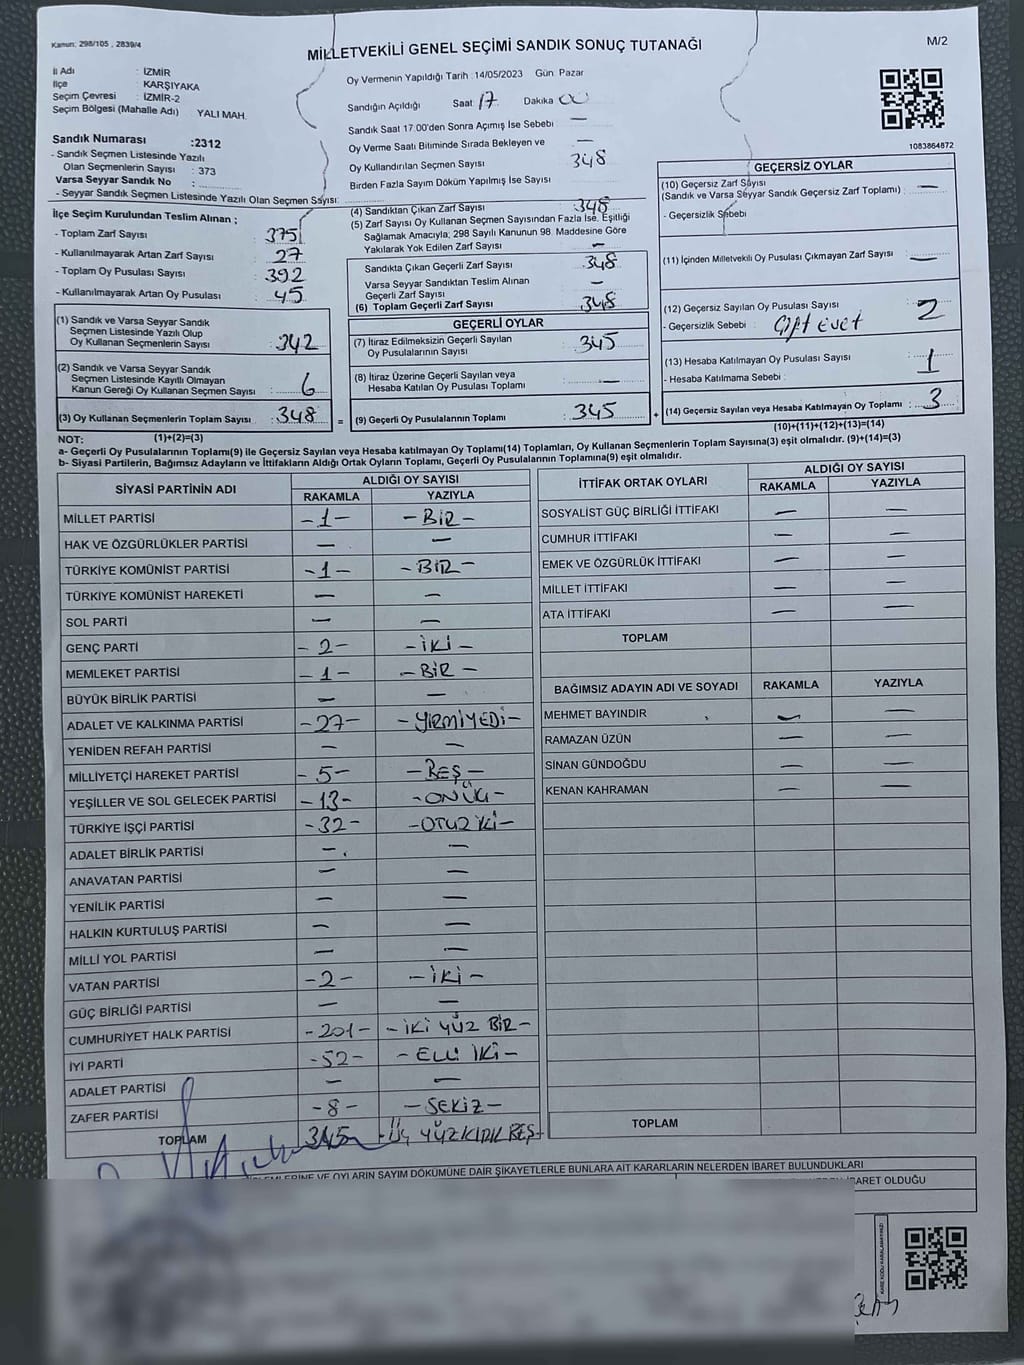 Kanun: 298/105 , 2839/4
MİLLETVEKİLİ GENEL SEÇİMİ SANDIK SONUÇ TUTANAĞI
M/2
İl Adı : İZMİR
İlçe : KARŞIYAKA
Seçim Çevresi : İZMİR-2
Seçim Bölgesi (Mahalle Adı) YALI MAH.
Sandık Numarası :2312
- Sandık Seçmen Listesinde Yazılı
Olan Seçmenlerin Sayısı : 373
Varsa Seyyar Sandık No :
- Seyyar Sandık Seçmen Listesinde Yazılı Olan Seçmen Sayısı:
Oy Vermenin Yapıldığı Tarih :14/05/2023 Gün: Pazar
Sandığın Açıldığı Saat 17 Dakika 00
Sandık Saat 17:00'den Sonra Açımış İse Sebebi —
Oy Verme Saati Bitiminde Sırada Bekleyen ve —
Oy Kullandırılan Seçmen Sayısı 348
Birden Fazla Sayım Döküm Yapılmış İse Sayısı
1083864872
İlçe Seçim Kurulundan Teslim Alınan ;
- Toplam Zarf Sayısı 375
- Kullanılmayarak Artan Zarf Sayısı 27
- Toplam Oy Pusulası Sayısı 392
- Kullanılmayarak Artan Oy Pusulası 45
(1) Sandık ve Varsa Seyyar Sandık
Seçmen Listesinde Yazılı Olup
Oy Kullanan Seçmenlerin Sayısı : 342
(2) Sandık ve Varsa Seyyar Sandık
Seçmen Listesinde Kayıtlı Olmayan
Kanun Gereği Oy Kullanan Seçmen Sayısı 6
(3) Oy Kullanan Seçmenlerin Toplam Sayısı 348 =
(4) Sandıktan Çıkan Zarf Sayısı 348
(5) Zarf Sayısı Oy Kullanan Seçmen Sayısından Fazla İse, Eşitliği
Sağlamak Amacıyla; 298 Sayılı Kanunun 98. Maddesine Göre
Yakılarak Yok Edilen Zarf Sayısı —
Sandıkta Çıkan Geçerli Zarf Sayısı 348
Varsa Seyyar Sandıktan Teslim Alınan —
Geçerli Zarf Sayısı
(6) Toplam Geçerli Zarf Sayısı 348
GEÇERLİ OYLAR
(7) İtiraz Edilmeksizin Geçerli Sayılan
Oy Pusulalarının Sayısı : 345
(8) İtiraz Üzerine Geçerli Sayılan veya
Hesaba Katılan Oy Pusulası Toplamı —
(9) Geçerli Oy Pusulalarının Toplamı : 345 +
GEÇERSİZ OYLAR
(10) Geçersiz Zarf Sayısı
(Sandık ve Varsa Seyyar Sandık Geçersiz Zarf Toplamı) : —
- Geçersizlik Sebebi
(11) İçinden Milletvekili Oy Pusulası Çıkmayan Zarf Sayısı —
(12) Geçersiz Sayılan Oy Pusulası Sayısı 2
- Geçersizlik Sebebi : Çift evet
(13) Hesaba Katılmayan Oy Pusulası Sayısı 1
- Hesaba Katılmama Sebebi :
(14) Geçersiz Sayılan veya Hesaba Katılmayan Oy Toplamı 3
(10)+(11)+(12)+(13)=(14)
NOT: (1)+(2)=(3)
a- Geçerli Oy Pusulalarının Toplamı(9) ile Geçersiz Sayılan veya Hesaba katılmayan Oy Toplamı(14) Toplamları, Oy Kullanan Seçmenlerin Toplam Sayısına(3) eşit olmalıdır. (9)+(14)=(3)
b- Siyasi Partilerin, Bağımsız Adayların ve İttifakların Aldığı Ortak Oyların Toplamı, Geçerli Oy Pusulalarının Toplamına(9) eşit olmalıdır.
SİYASİ PARTİNİN ADI ALDIĞI OY SAYISI
RAKAMLA YAZIYLA
MİLLET PARTİSİ -1- -BİR-
HAK VE ÖZGÜRLÜKLER PARTİSİ — —
TÜRKİYE KOMÜNİST PARTİSİ -1- -BİR-
TÜRKİYE KOMÜNİST HAREKETİ — —
SOL PARTİ — —
GENÇ PARTİ -2- -İKİ-
MEMLEKET PARTİSİ -1- -BİR-
BÜYÜK BİRLİK PARTİSİ — —
ADALET VE KALKINMA PARTİSİ -27- -YİRMİYEDİ-
YENİDEN REFAH PARTİSİ — —
MİLLİYETÇİ HAREKET PARTİSİ -5- -BEŞ-
YEŞİLLER VE SOL GELECEK PARTİSİ -13- -ONÜÇ-
TÜRKİYE İŞÇİ PARTİSİ -32- -OTUZ İKİ-
ADALET BİRLİK PARTİSİ — —
ANAVATAN PARTİSİ — —
YENİLİK PARTİSİ — —
HALKIN KURTULUŞ PARTİSİ — —
MİLLİ YOL PARTİSİ — —
VATAN PARTİSİ -2- -İKİ-
GÜÇ BİRLİĞİ PARTİSİ — —
CUMHURİYET HALK PARTİSİ -201- -İKİ YÜZ BİR-
İYİ PARTİ -52- -ELLİ İKİ-
ADALET PARTİSİ — —
ZAFER PARTİSİ -8- -SEKİZ-
TOPLAM 345 -ÜÇ YÜZ KIRK BEŞ-
İTTİFAK ORTAK OYLARI ALDIĞI OY SAYISI
RAKAMLA YAZIYLA
SOSYALİST GÜÇ BİRLİĞİ İTTİFAKI — —
CUMHUR İTTİFAKI — —
EMEK VE ÖZGÜRLÜK İTTİFAKI — —
MİLLET İTTİFAKI — —
ATA İTTİFAKI — —
TOPLAM
BAĞIMSIZ ADAYIN ADI VE SOYADI RAKAMLA YAZIYLA
MEHMET BAYINDIR — —
RAMAZAN ÜZÜN — —
SİNAN GÜNDOĞDU — —
KENAN KAHRAMAN — —
TOPLAM
İŞLEMLERİNE VE OYLARIN SAYIM DÖKÜMÜNE DAİR ŞİKAYETLERLE BUNLARA AİT KARARLARIN NELERDEN İBARET BULUNDUKLARI
İBARET OLDUĞU